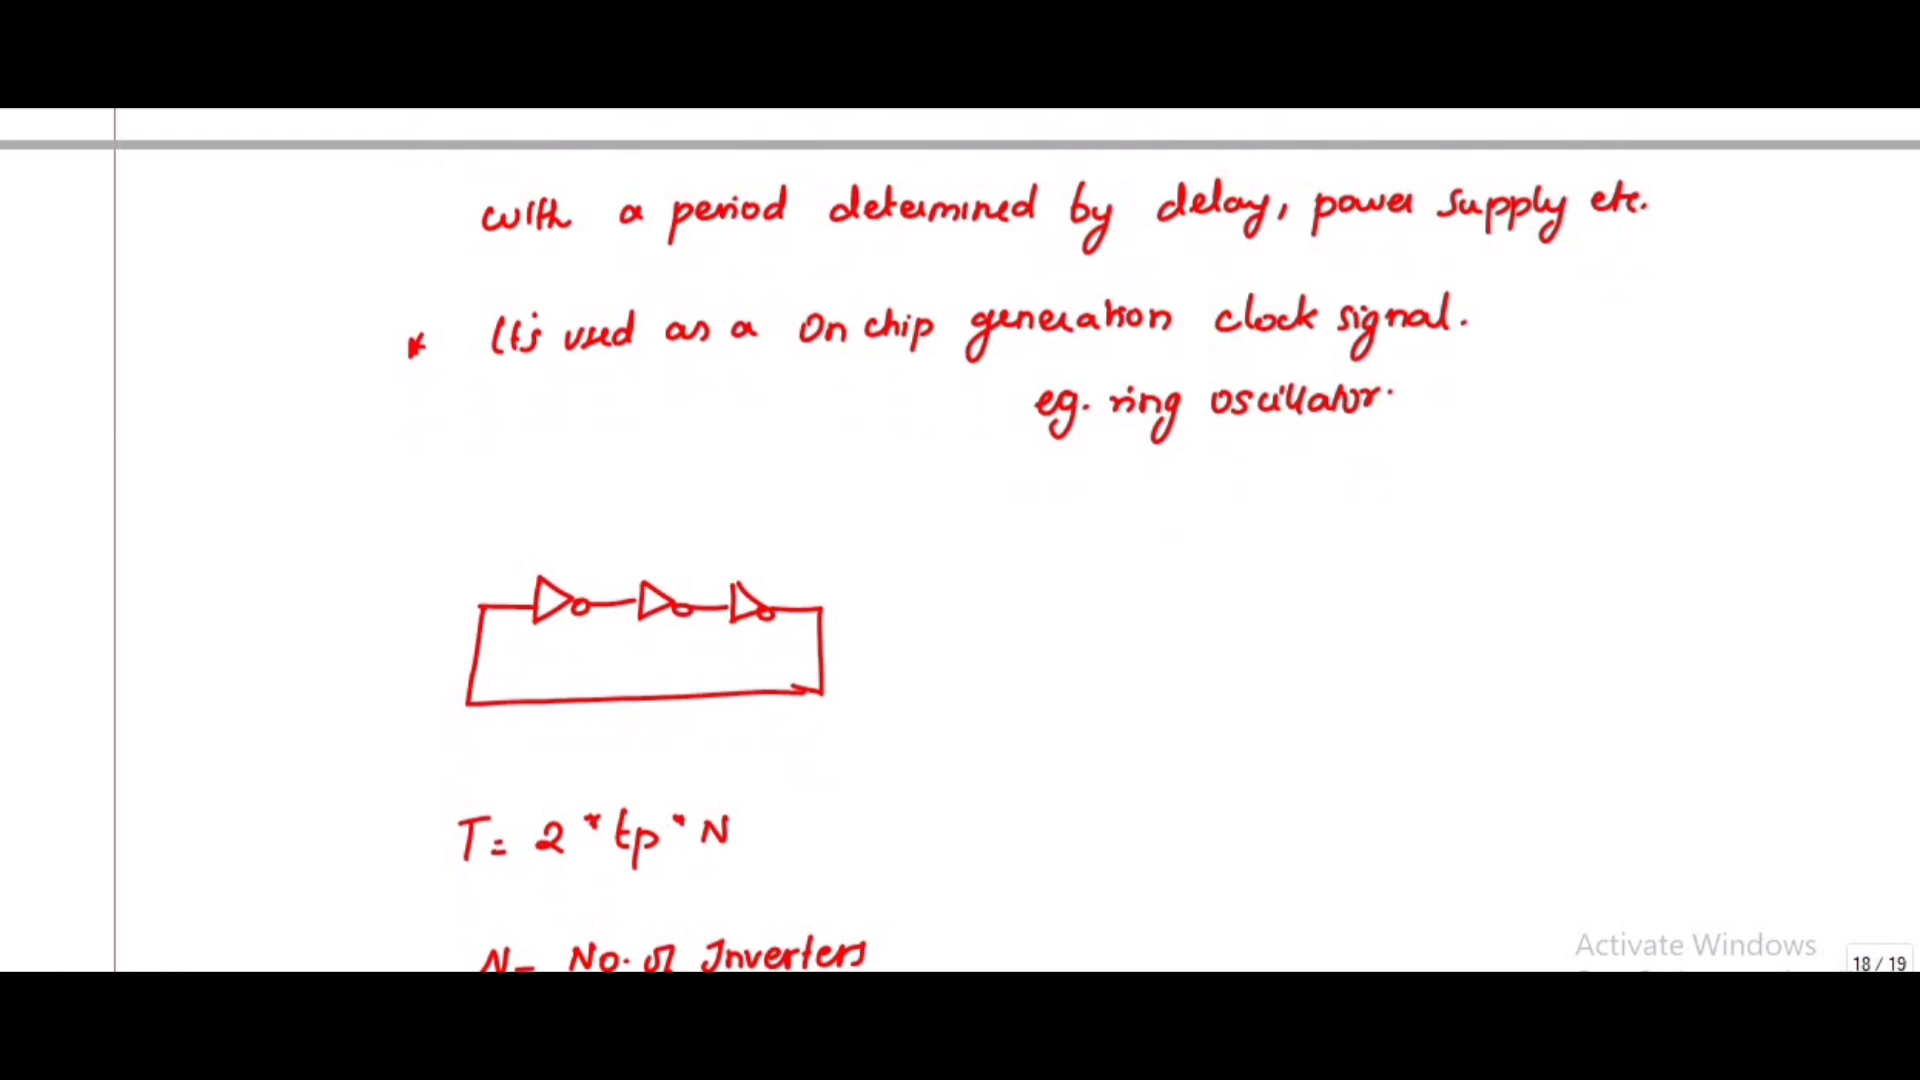 with a period determined by delay, power supply etc.
* It's used as a on chip generation clock signal.
eg. ring oscillator.
T = 2 * tp * N
N - No. of Inverters
Activate Windows
18 / 19